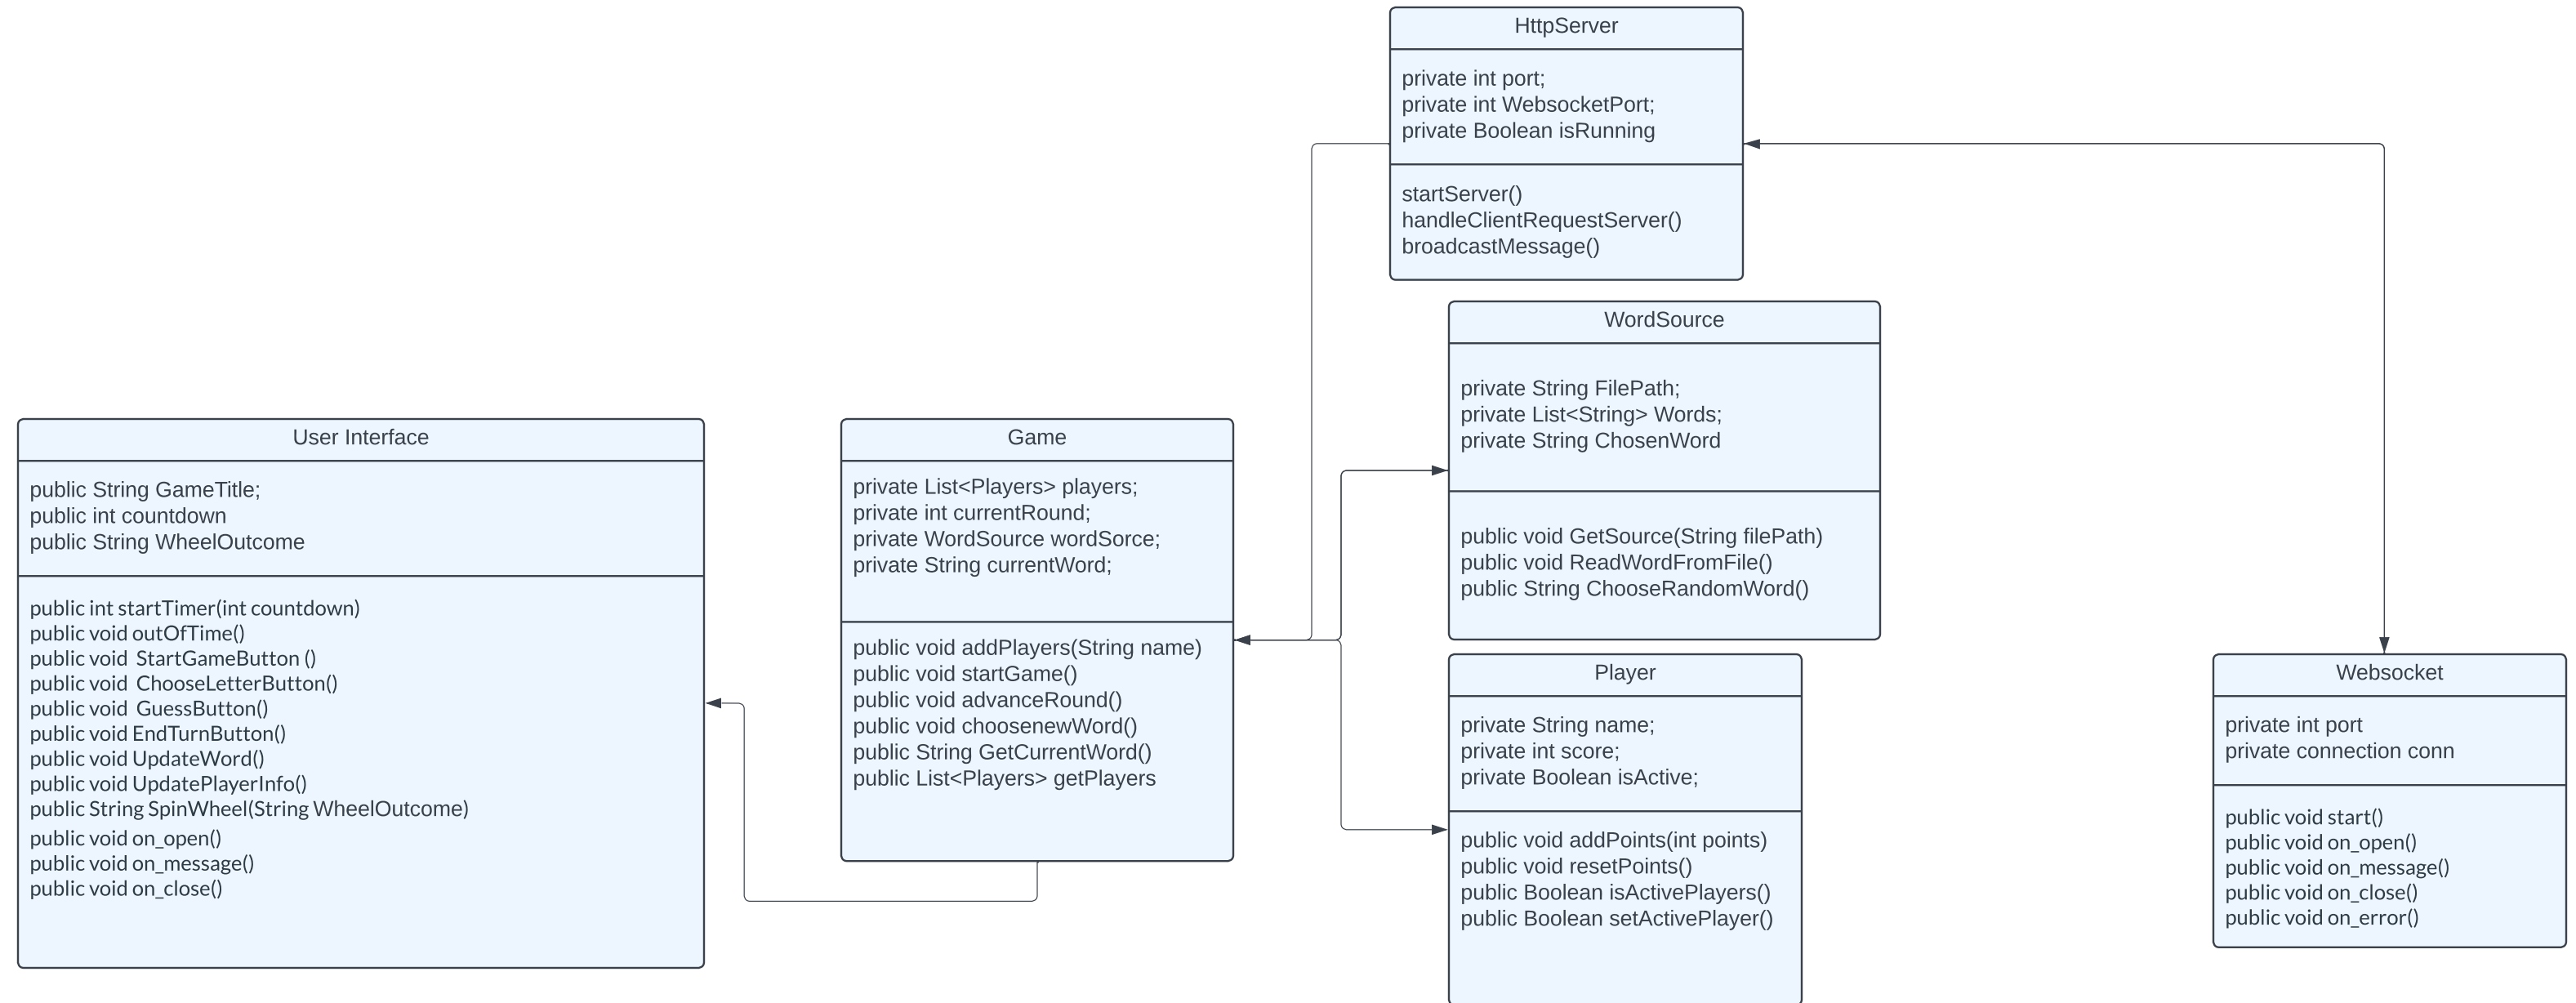 HttpServer
private int port;
private int WebsocketPort;
private Boolean isRunning
startServer()
handleClientRequestServer()
broadcastMessage()
WordSource
private String FilePath;
private List<String> Words;
private String ChosenWord
public void GetSource(String filePath)
public void ReadWordFromFile()
public String ChooseRandomWord()
User Interface
public String GameTitle;
public int countdown
public String WheelOutcome
public int startTimer(int countdown)
public void outOfTime()
public void  StartGameButton ()
public void  ChooseLetterButton()
public void  GuessButton()
public void EndTurnButton()
public void UpdateWord()
public void UpdatePlayerInfo()
public String SpinWheel(String WheelOutcome)
public void on_open()
public void on_message()
public void on_close()
Game
private List<Players> players;
private int currentRound;
private WordSource wordSorce;
private String currentWord;
public void addPlayers(String name)
public void startGame()
public void advanceRound()
public void choosenewWord()
public String GetCurrentWord()
public List<Players> getPlayers
Player
private String name;
private int score;
private Boolean isActive;
public void addPoints(int points)
public void resetPoints()
public Boolean isActivePlayers()
public Boolean setActivePlayer()
Websocket
private int port
private connection conn
public void start()
public void on_open()
public void on_message()
public void on_close()
public void on_error()